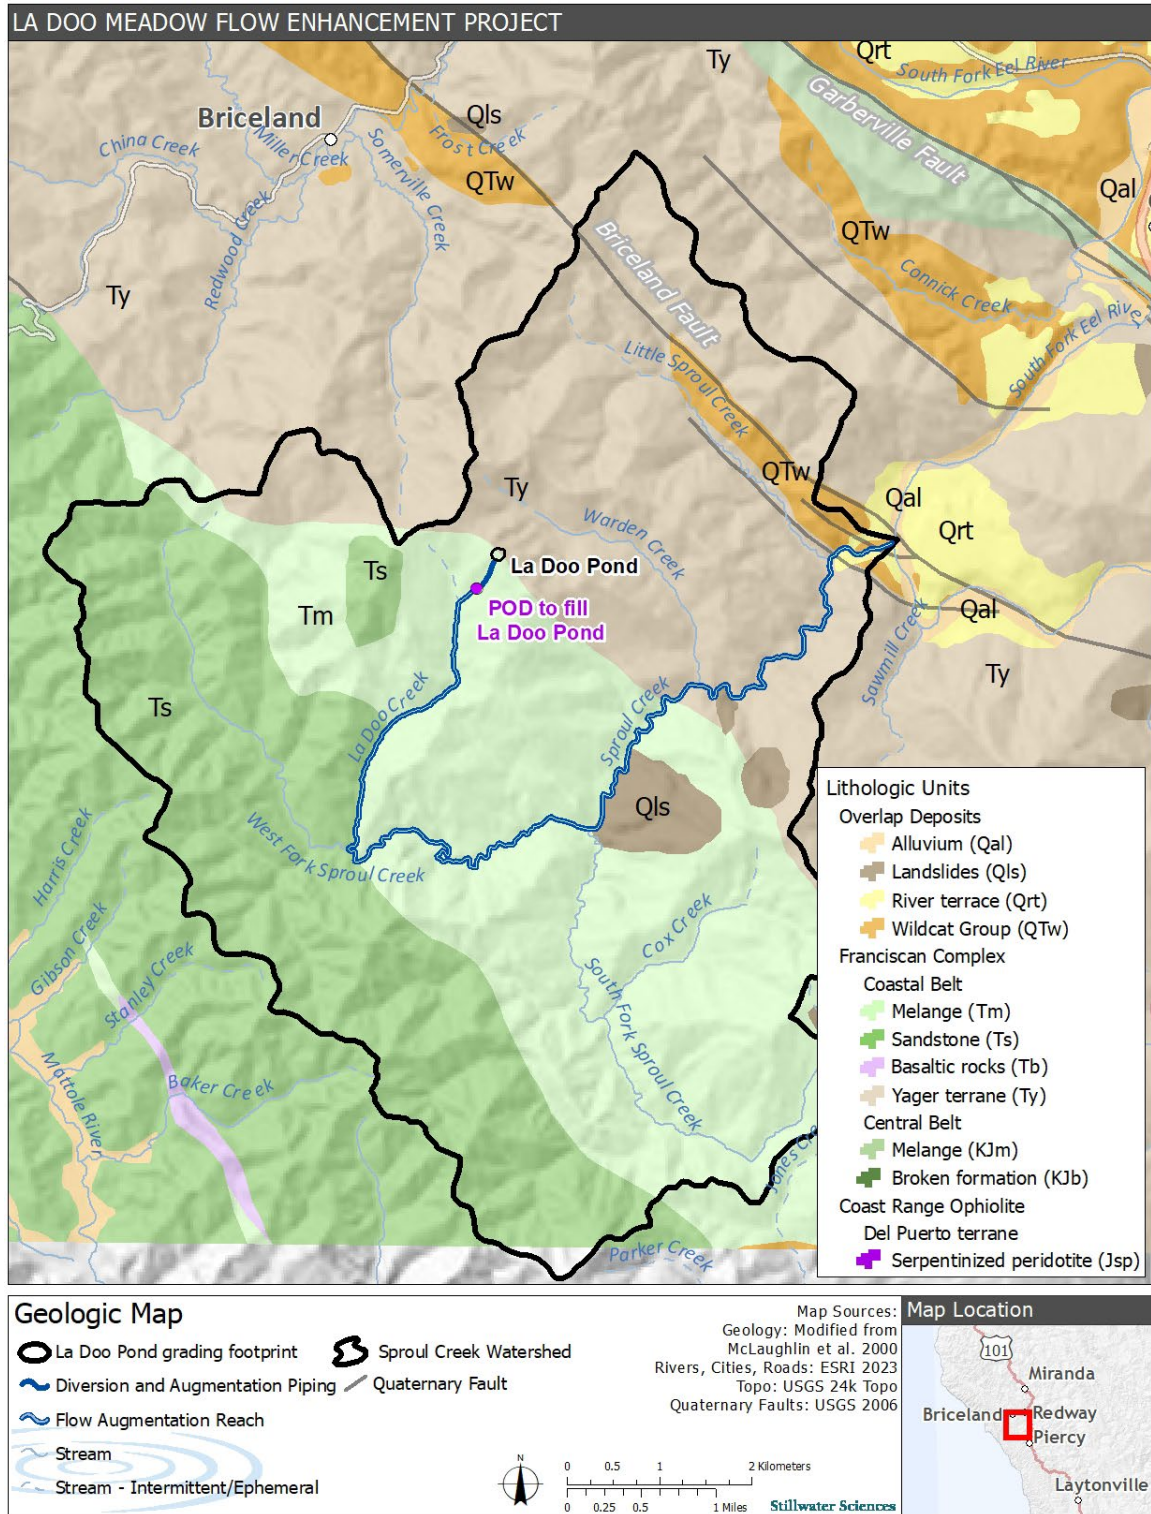 LA DOO MEADOW FLOW ENHANCEMENT PROJECT
Ty
Qrt
South Fork Eel River
Garberville Fault
Briceland
Qls
China Creek
Miller Creek
Somerville Creek
Frost Creek
QTw
Qal
Redwood Creek
QTw
Briceland Fault
Connick Creek
Ty
South Fork Eel River
Little Sproul Creek
QTw
Ty
Warden Creek
Qal
Qrt
La Doo Pond
Ts
POD to fill
La Doo Pond
Tm
Qal
Sawmill Creek
Ty
Ts
La Doo Creek
Sproul Creek
Qls
West Fork Sproul Creek
Harris Creek
Gibson Creek
Stanley Creek
Cox Creek
South Fork Sproul Creek
Mattole River
Baker Creek
Parker Creek
Lithologic Units
Overlap Deposits
Alluvium (Qal)
Landslides (Qls)
River terrace (Qrt)
Wildcat Group (QTw)
Franciscan Complex
Coastal Belt
Melange (Tm)
Sandstone (Ts)
Basaltic rocks (Tb)
Yager terrane (Ty)
Central Belt
Melange (KJm)
Broken formation (KJb)
Coast Range Ophiolite
Del Puerto terrane
Serpentinized peridotite (Jsp)
Geologic Map
La Doo Pond grading footprint
Sproul Creek Watershed
Diversion and Augmentation Piping
Quaternary Fault
Flow Augmentation Reach
Stream
Stream - Intermittent/Ephemeral
Map Sources:
Geology: Modified from
McLaughlin et al. 2000
Rivers, Cities, Roads: ESRI 2023
Topo: USGS 24k Topo
Quaternary Faults: USGS 2006
N
0 0.5 1 2 Kilometers
0 0.25 0.5 1 Miles
Stillwater Sciences
Map Location
101
Miranda
Briceland
Redway
Piercy
Laytonville